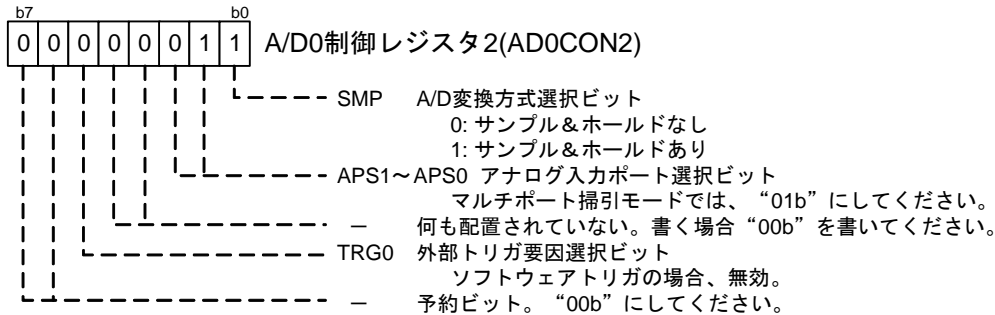 b7 b0
0 0 0 0 0 0 1 1 A/D0制御レジスタ2(AD0CON2)
SMP A/D変換方式選択ビット
0: サンプル&ホールドなし
1: サンプル&ホールドあり
APS1～APS0 アナログ入力ポート選択ビット
マルチポート掃引モードでは、“01b”にしてください。
－ 何も配置されていない。書く場合“00b”を書いてください。
TRG0 外部トリガ要因選択ビット
ソフトウェアトリガの場合、無効。
－ 予約ビット。“00b”にしてください。